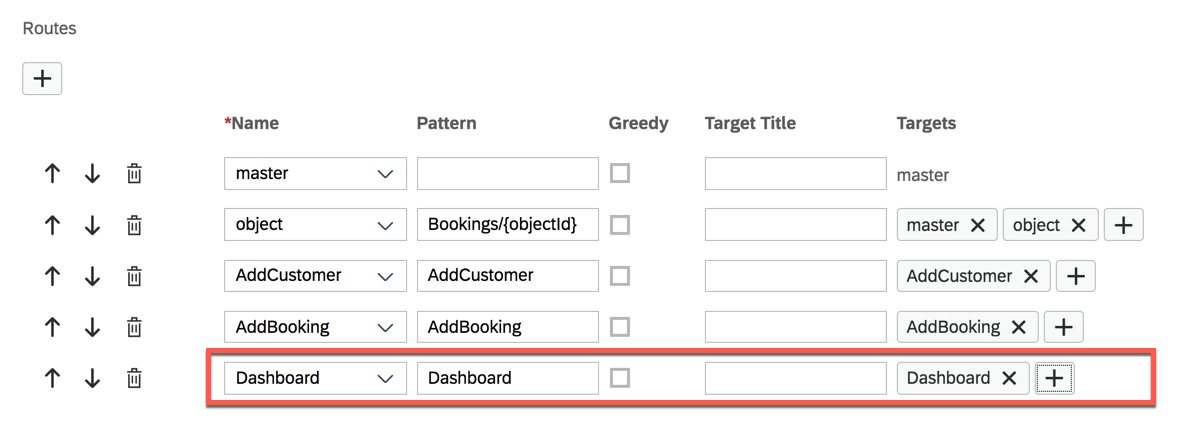 Routes
*Name Pattern Greedy Target Title Targets
master master
object Bookings/{objectId} master object
AddCustomer AddCustomer AddCustomer
AddBooking AddBooking AddBooking
Dashboard Dashboard Dashboard